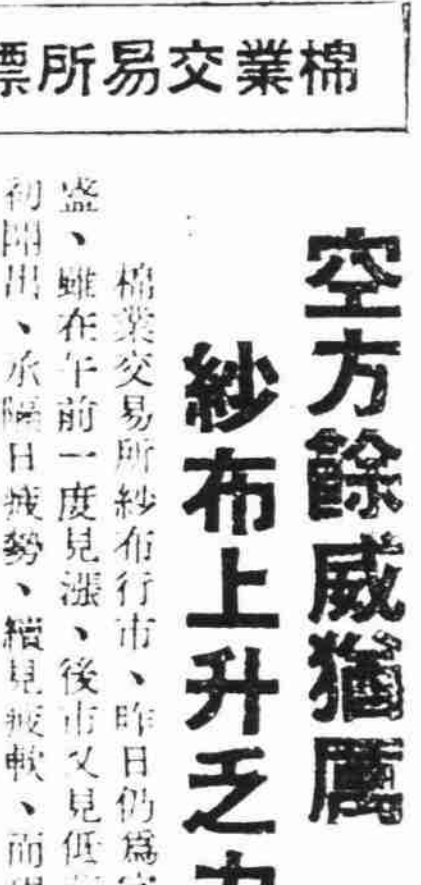 棉業交易所標
空方餘威猶厲
紗布上升乏力
棉業交易所紗布行市、昨日仍爲
盛、雖在午前一度見漲、後市又見低
初開出、承隔日疲勢、續見疲軟、而